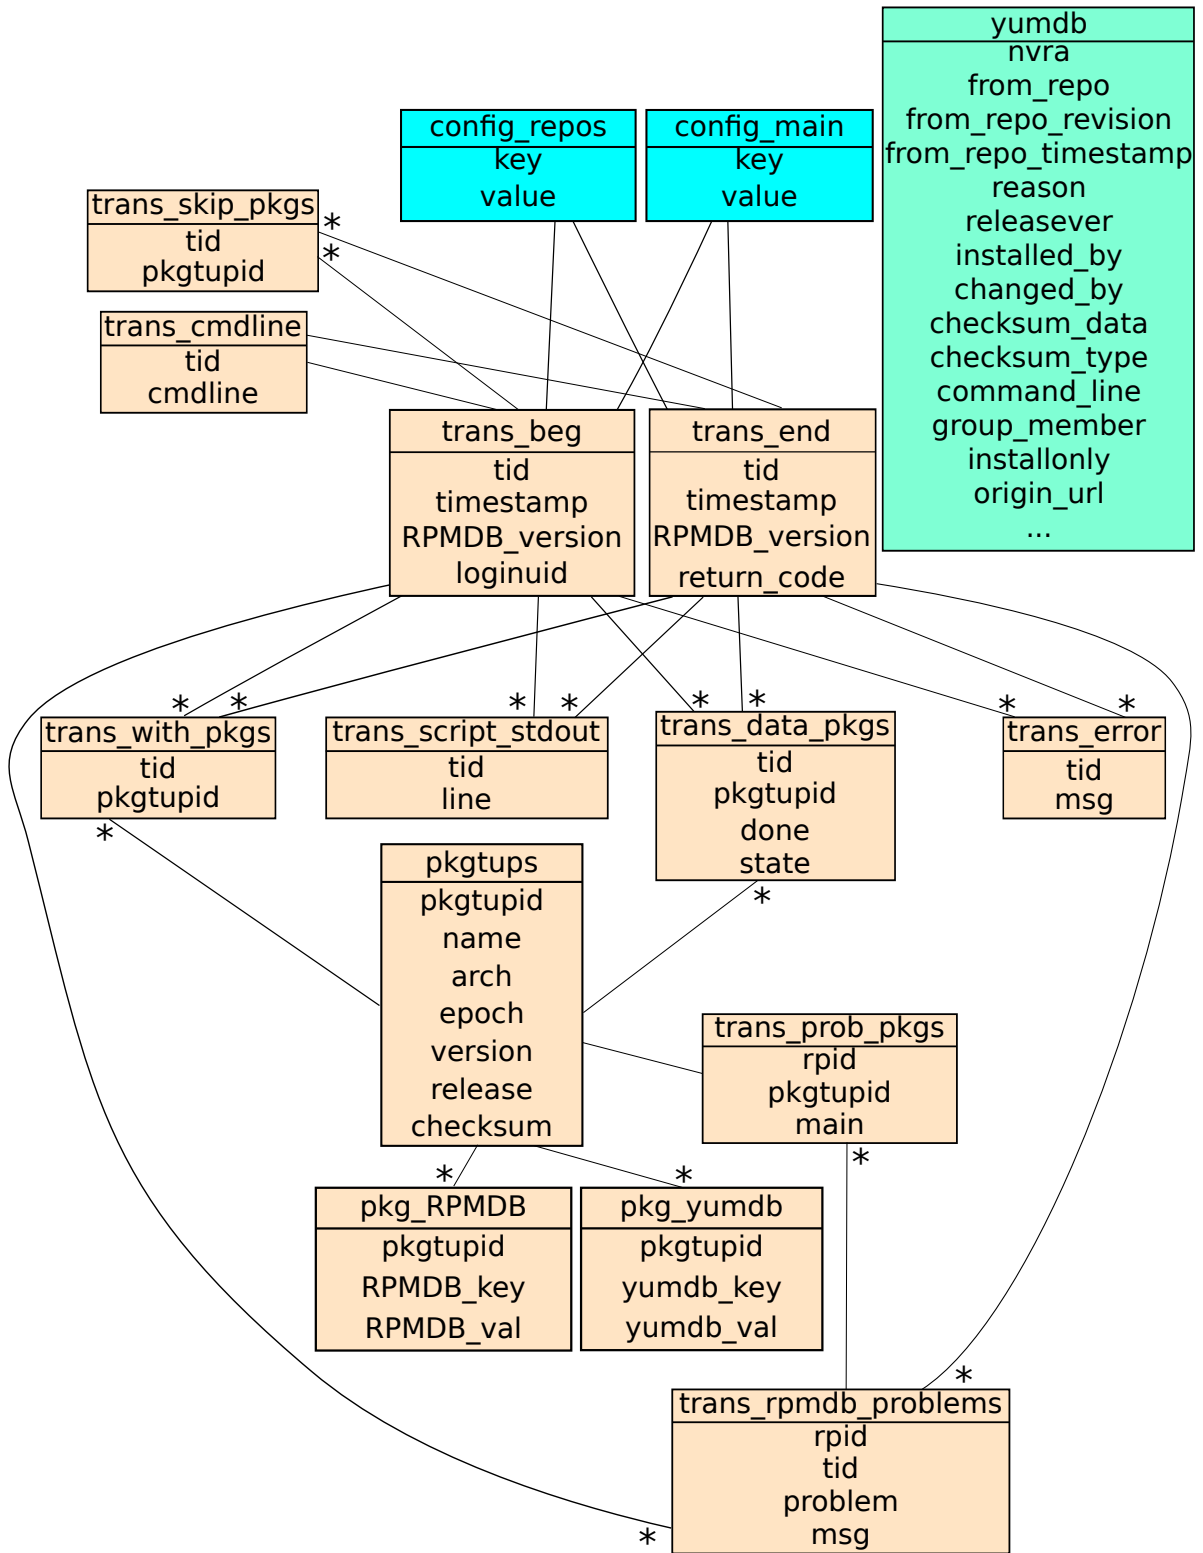 yumdb
nvra
from_repo
from_repo_revision
from_repo_timestamp
reason
releasever
installed_by
changed_by
checksum_data
checksum_type
command_line
group_member
installonly
origin_url
...
config_repos
key
value
config_main
key
value
trans_skip_pkgs
tid
pkgtupid
*
*
trans_cmdline
tid
cmdline
trans_beg
tid
timestamp
RPMDB_version
loginuid
trans_end
tid
timestamp
RPMDB_version
return_code
*
*
trans_with_pkgs
tid
pkgtupid
*
*
*
trans_script_stdout
tid
line
*
*
trans_data_pkgs
tid
pkgtupid
done
state
*
*
*
trans_error
tid
msg
pkgtups
pkgtupid
name
arch
epoch
version
release
checksum
trans_prob_pkgs
rpid
pkgtupid
main
*
*
pkg_RPMDB
pkgtupid
RPMDB_key
RPMDB_val
*
pkg_yumdb
pkgtupid
yumdb_key
yumdb_val
*
trans_rpmdb_problems
rpid
tid
problem
msg
*